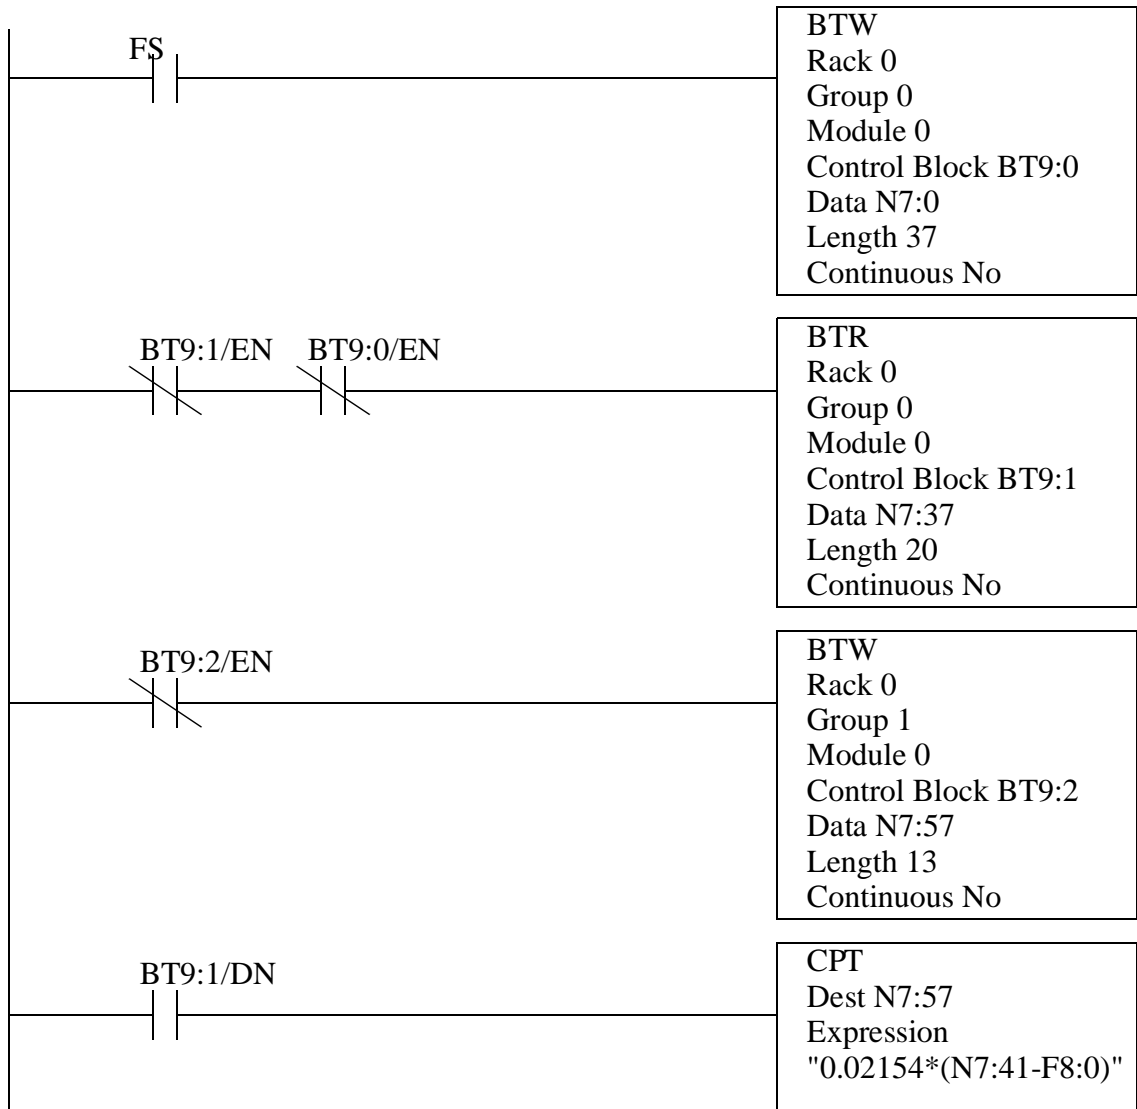 FS
BTW
Rack 0
Group 0
Module 0
Control Block BT9:0
Data N7:0
Length 37
Continuous No
BT9:1/EN BT9:0/EN
BTR
Rack 0
Group 0
Module 0
Control Block BT9:1
Data N7:37
Length 20
Continuous No
BT9:2/EN
BTW
Rack 0
Group 1
Module 0
Control Block BT9:2
Data N7:57
Length 13
Continuous No
BT9:1/DN
CPT
Dest N7:57
Expression
"0.02154*(N7:41-F8:0)"